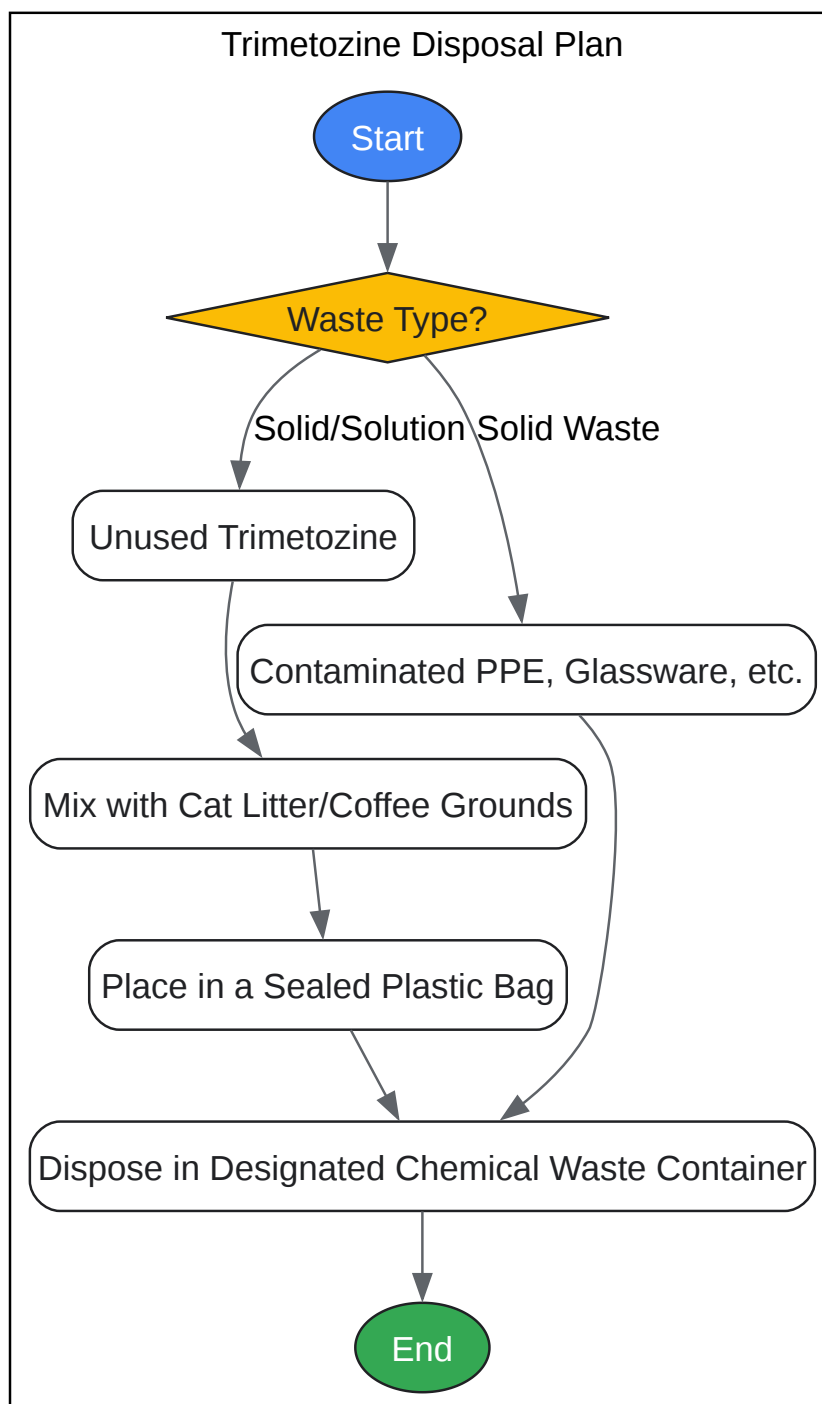 Trimetozine Disposal Plan
Start
Waste Type?
Solid/Solution
Solid Waste
Unused Trimetozine
Contaminated PPE, Glassware, etc.
Mix with Cat Litter/Coffee Grounds
Place in a Sealed Plastic Bag
Dispose in Designated Chemical Waste Container
End